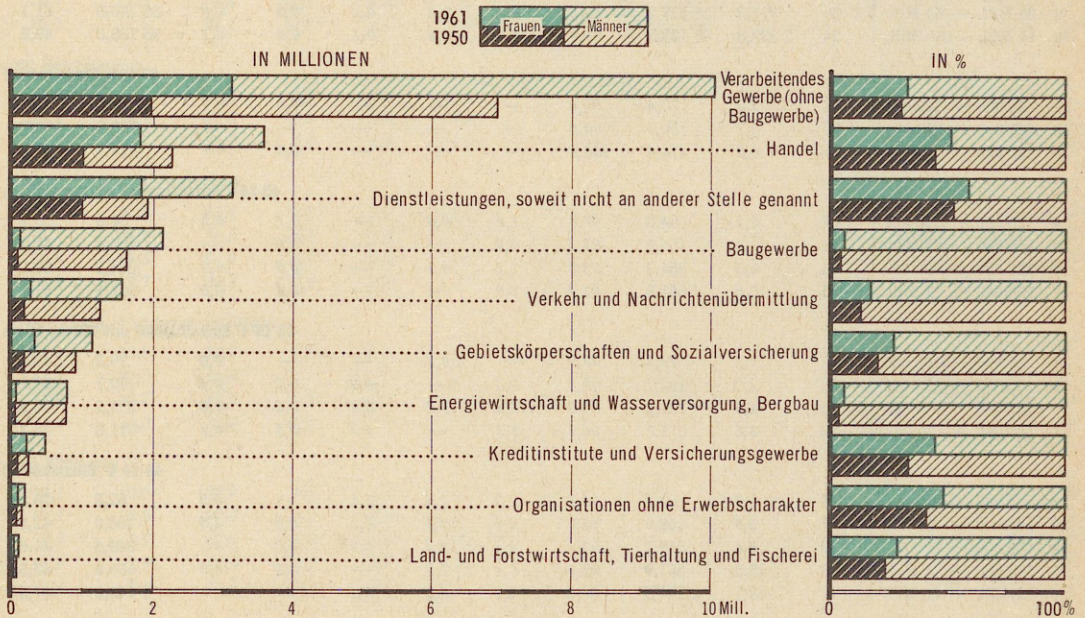 1961 Frauen Männer
1950
IN MILLIONEN
IN %
Verarbeitendes
Gewerbe (ohne
Baugewerbe)
Handel
Dienstleistungen, soweit nicht an anderer Stelle genannt
Baugewerbe
Verkehr und Nachrichtenübermittlung
Gebietskörperschaften und Sozialversicherung
Energiewirtschaft und Wasserversorgung, Bergbau
Kreditinstitute und Versicherungsgewerbe
Organisationen ohne Erwerbscharakter
Land- und Forstwirtschaft, Tierhaltung und Fischerei
0 2 4 6 8 10 Mill.
0 100%